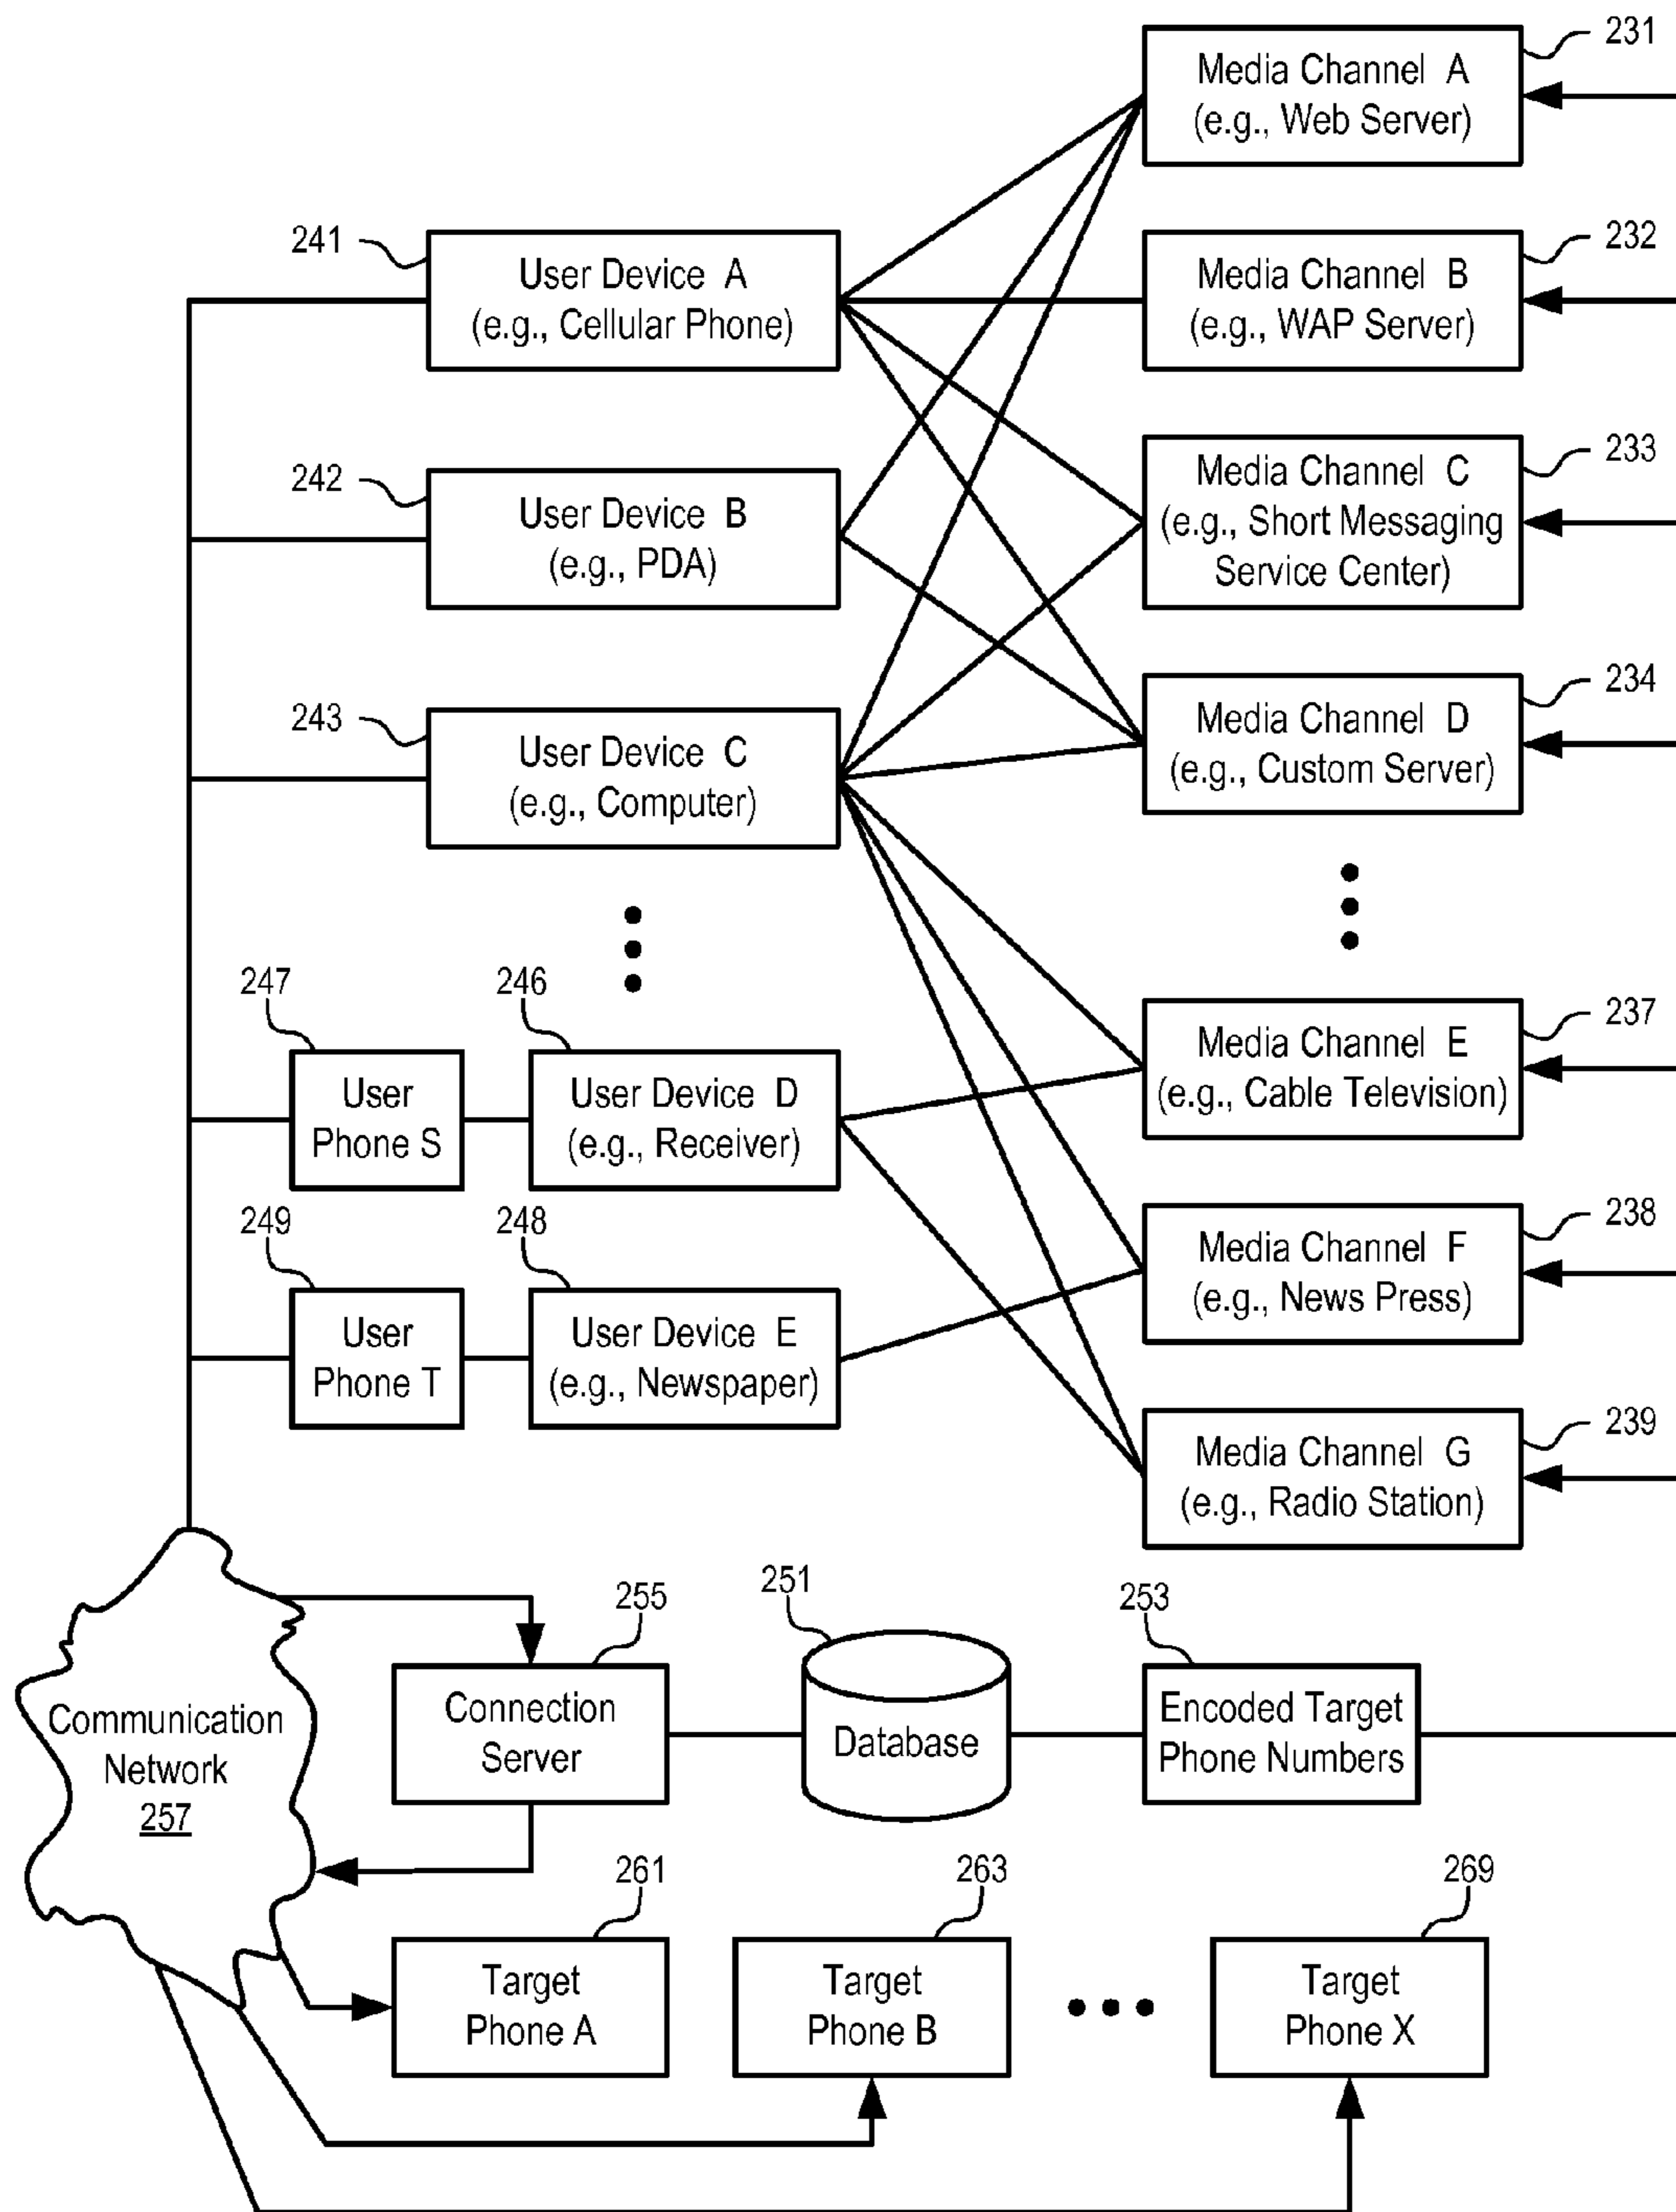 231
Media Channel A
(e.g., Web Server)
241
User Device A
(e.g., Cellular Phone)
232
Media Channel B
(e.g., WAP Server)
242
User Device B
(e.g., PDA)
233
Media Channel C
(e.g., Short Messaging
Service Center)
243
User Device C
(e.g., Computer)
234
Media Channel D
(e.g., Custom Server)
247
User
Phone S
246
User Device D
(e.g., Receiver)
237
Media Channel E
(e.g., Cable Television)
249
User
Phone T
248
User Device E
(e.g., Newspaper)
238
Media Channel F
(e.g., News Press)
239
Media Channel G
(e.g., Radio Station)
Communication
Network
257
255
Connection
Server
251
Database
253
Encoded Target
Phone Numbers
261
Target
Phone A
263
Target
Phone B
269
Target
Phone X